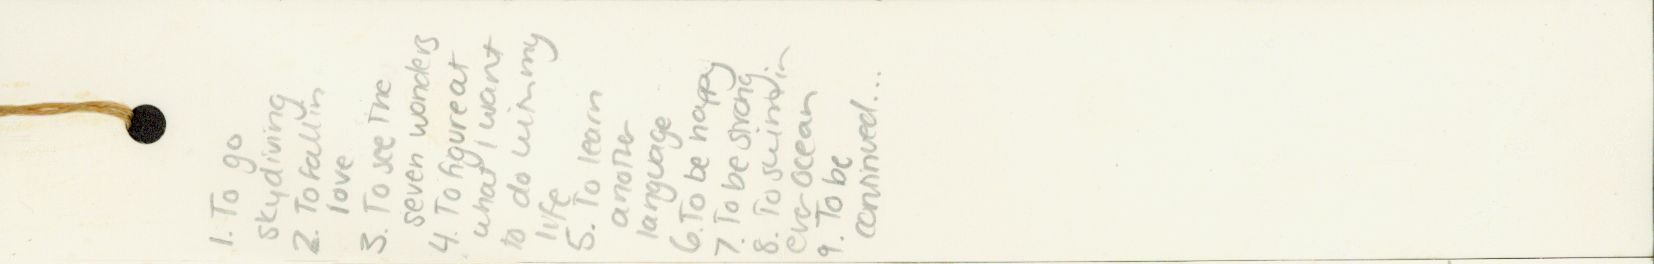 1. To go
skydiving
2. To fall in
love
3. To see the
seven wonders
4. To figure at
what I want
to do with my
life
5. To learn
another
language
6. To be happy
7. To be strong.
8. To swim in
ever ocean
9. To be
continued...